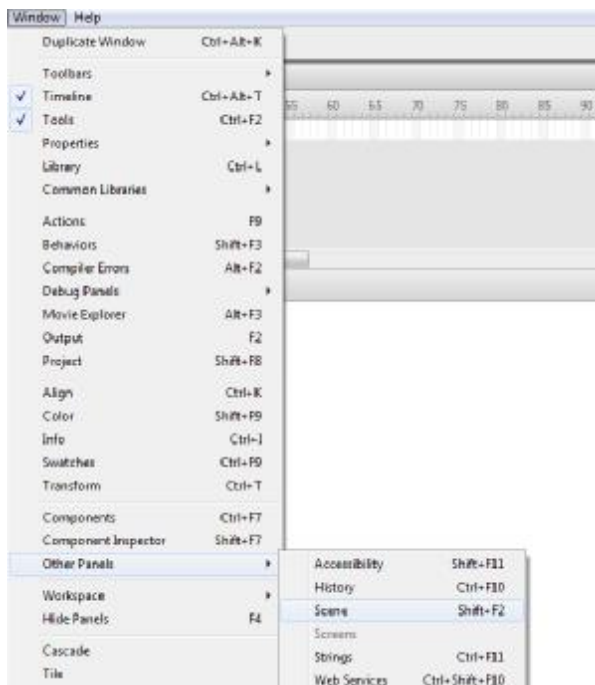 Window Help
Duplicate Window Ctrl+Alt+K
Toolbars
Timeline Ctrl+Alt+T
Tools Ctrl+F2
55 60 65 70 75 80 85 90
Properties
Library Ctrl+L
Common Libraries
Actions F9
Behaviors Shift+F3
Compiler Errors Alt+F2
Debug Panels
Movie Explorer Alt+F3
Output F2
Project Shift+F8
Align Ctrl+K
Color Shift+F9
Info Ctrl+I
Swatches Ctrl+F9
Transform Ctrl+T
Components Ctrl+F7
Component Inspector Shift+F7
Other Panels
Workspace
Hide Panels F4
Cascade
Tile
Accessibility Shift+F11
History Ctrl+F10
Scene Shift+F2
Screens
Strings Ctrl+F11
Web Services Ctrl+Shift+F10